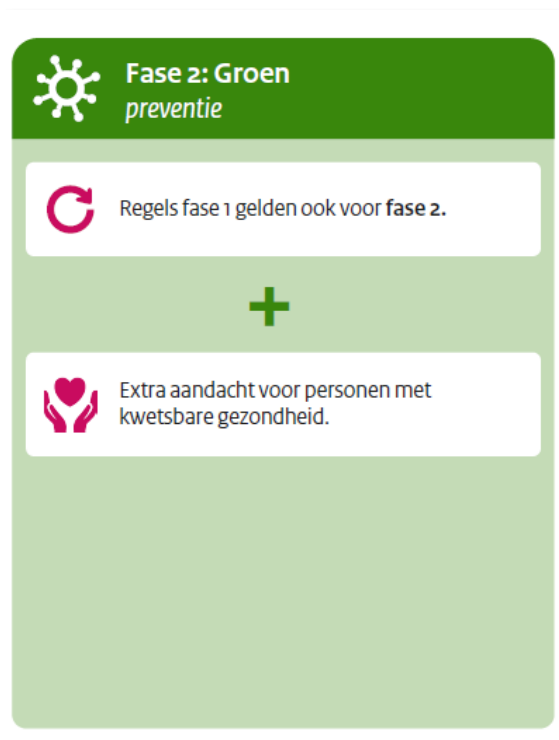 Fase 2: Groen
preventie
Regels fase 1 gelden ook voor fase 2.
Extra aandacht voor personen met
kwetsbare gezondheid.